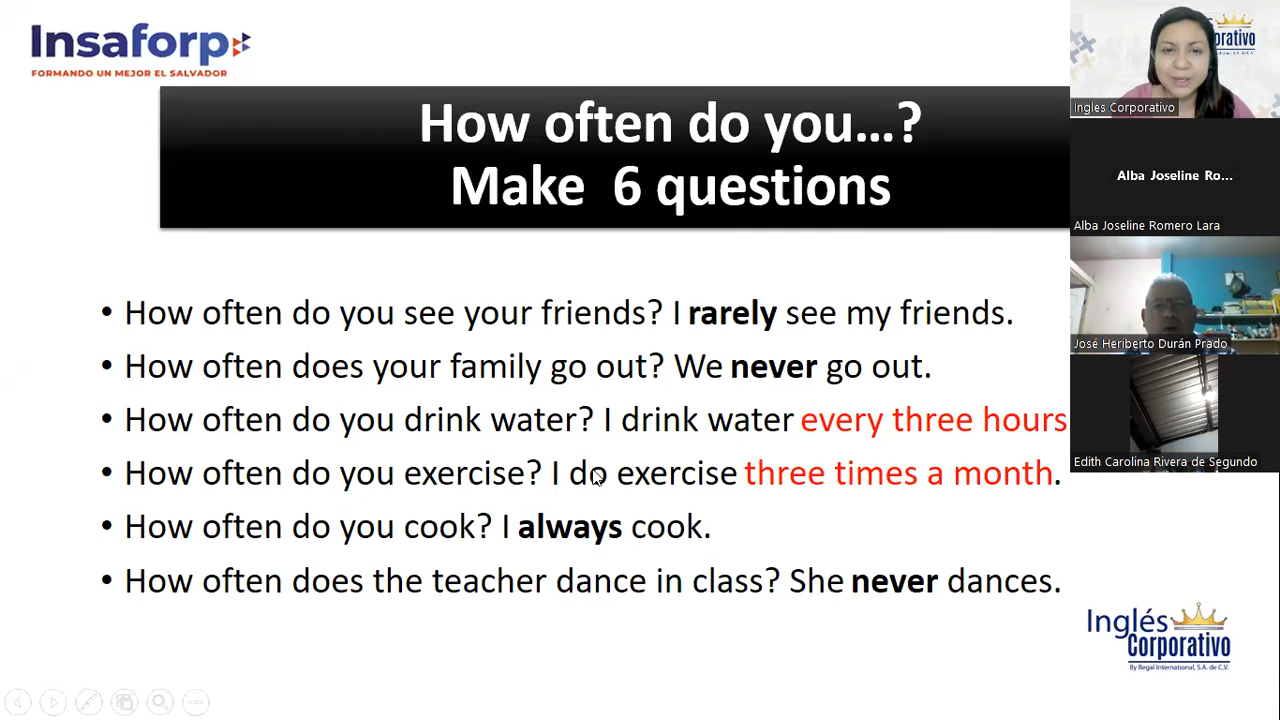 Insaforp
FORMANDO UN MEJOR EL SALVADOR
How often do you...?
Make 6 questions
• How often do you see your friends? I rarely see my friends.
• How often does your family go out? We never go out.
• How often do you drink water? I drink water every three hours
• How often do you exercise? I do exercise three times a month.
• How often do you cook? I always cook.
• How often does the teacher dance in class? She never dances.
orativo
Ingles Corporativo
Alba Joseline Ro...
Alba Joseline Romero Lara
José Heriberto Durán Prado
Edith Carolina Rivera de Segundo
Inglés
Corporativo
By Regal International, S.A. de C.V.